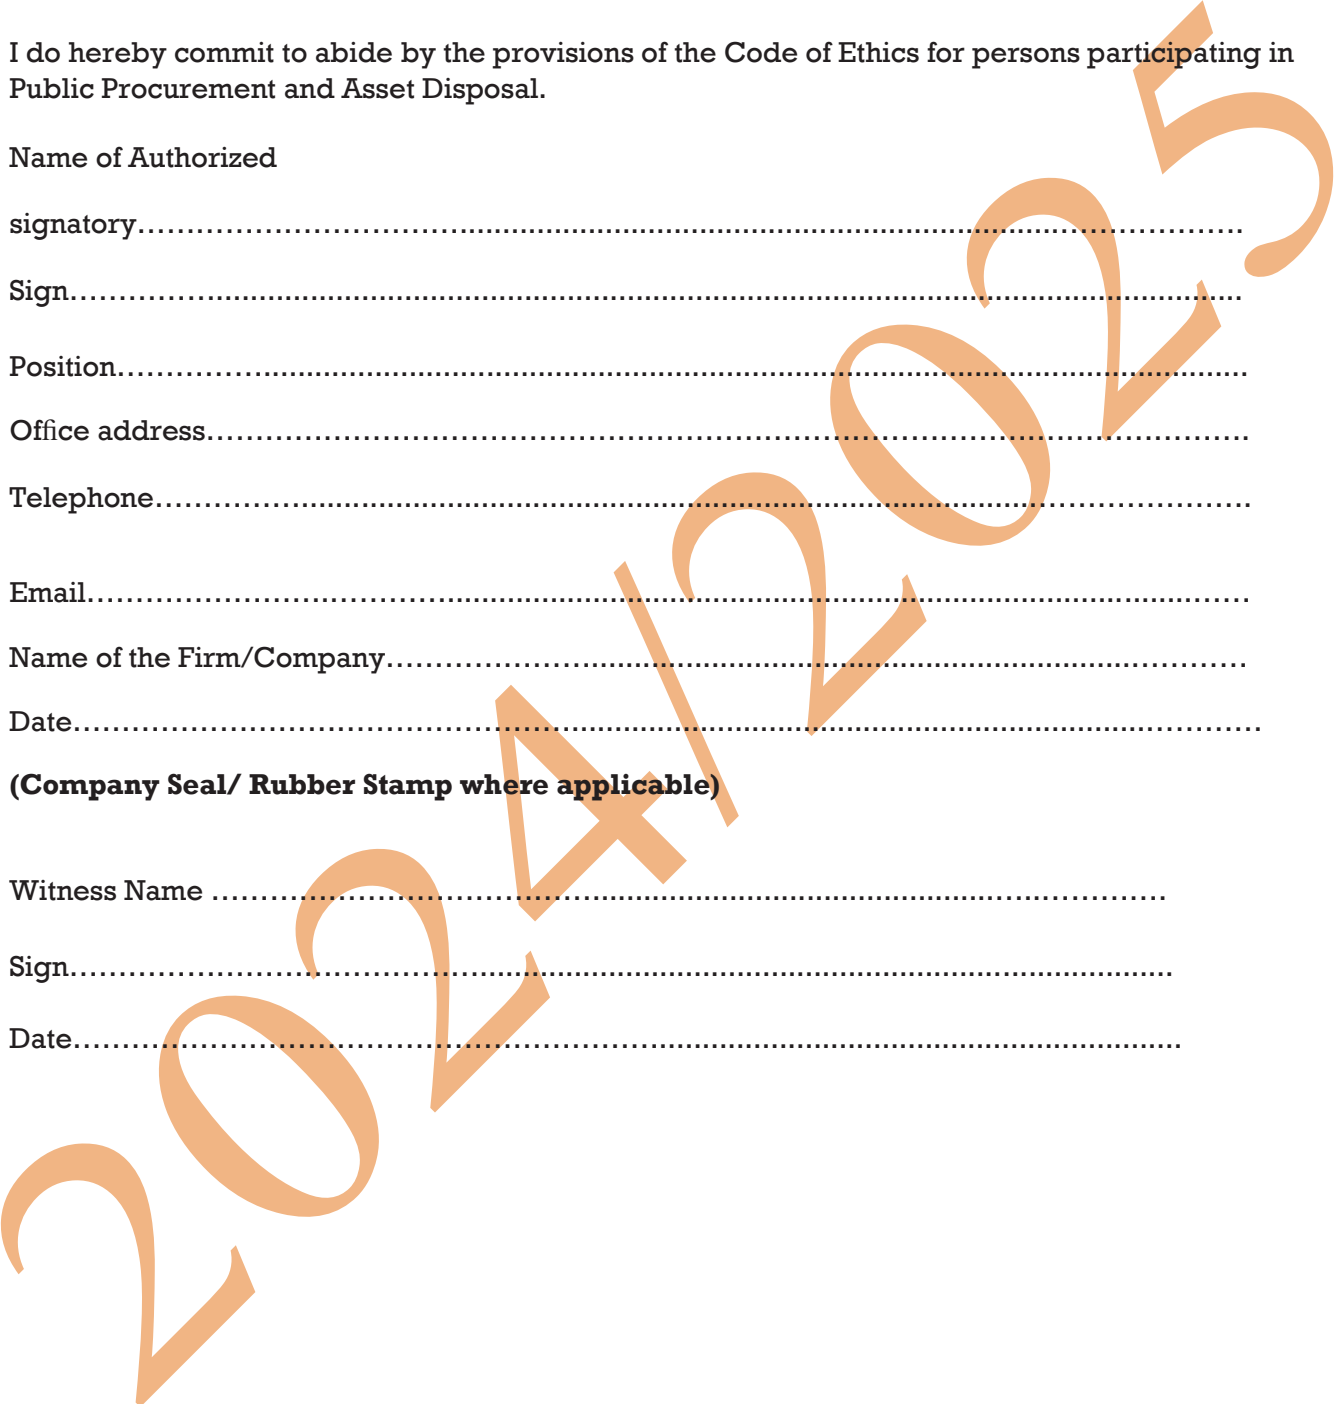 I do hereby commit to abide by the provisions of the Code of Ethics for persons participating in
Public Procurement and Asset Disposal.
Name of Authorized
signatory……………………………...........................................................................……………….
Sign……………...............................................................................................................
Position……………..........................................................................................................
Office address…………………………………………………………………………………………….
Telephone……………...........................................................................…………………
Email…………………….…………...............................................................................……
Name of the Firm/Company…………………........................................................…………
Date…………………………………………......................................................................…………
(Company Seal/ Rubber Stamp where applicable)
Witness Name …………………………………….........................................……………
Sign……………………………………..........................................................................
Date…………………………………………………………….....................................................
2024/2025